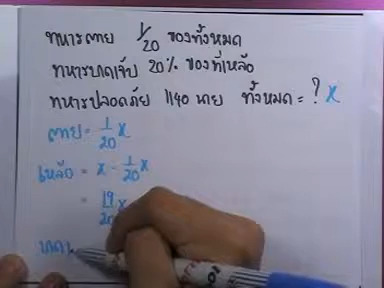 ทหารตาย 1/20 ของทั้งหมด
ทหารบาดเจ็บ 20% ของที่เหลือ
ทหารปลอดภัย 1140 นาย ทั้งหมด = ? x
ตาย = 1/20 x
เหลือ = x - 1/20 x
= 19/20 x